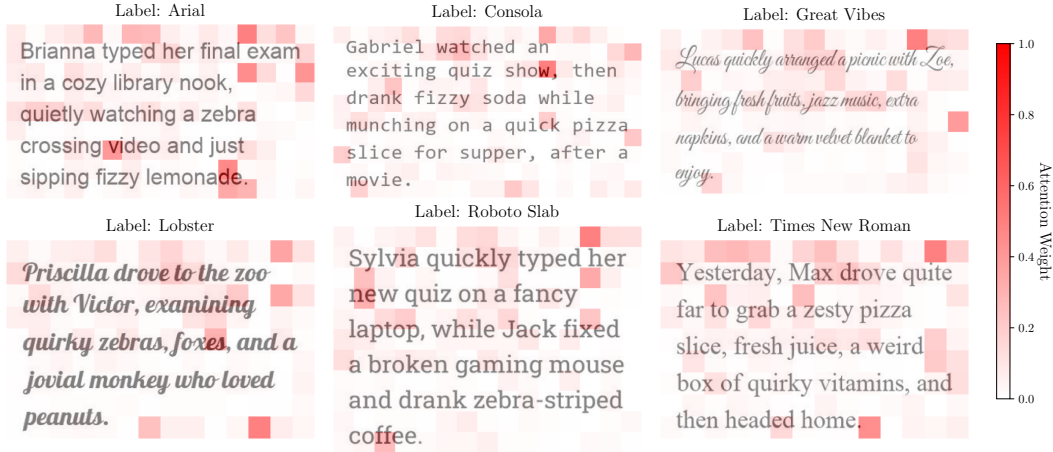 Label: Arial
Brianna typed her final exam
in a cozy library nook,
quietly watching a zebra
crossing video and just
sipping fizzy lemonade.
Label: Consola
Gabriel watched an
exciting quiz show, then
drank fizzy soda while
munching on a quick pizza
slice for supper, after a
movie.
Label: Great Vibes
Lucas quickly arranged a picnic with Zoe,
bringing fresh fruits, jazz music, extra
napkins, and a warm velvet blanket to
enjoy.
Label: Lobster
Priscilla drove to the zoo
with Victor, examining
quirky zebras, foxes, and a
jovial monkey who loved
peanuts.
Label: Roboto Slab
Sylvia quickly typed her
new quiz on a fancy
laptop, while Jack fixed
a broken gaming mouse
and drank zebra-striped
coffee.
Label: Times New Roman
Yesterday, Max drove quite
far to grab a zesty pizza
slice, fresh juice, a weird
box of quirky vitamins, and
then headed home.
1.0
0.8
0.6
0.4
0.2
0.0
Attention Weight